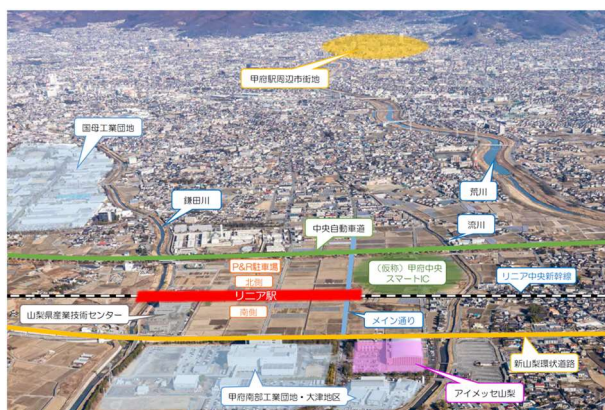 甲府駅周辺市街地
国母工業団地
鎌田川
荒川
中央自動車道
流川
P&R駐車場
北側
(仮称)甲府中央
スマートIC
リニア中央新幹線
リニア駅
山梨県産業技術センター
南側
メイン通り
新山梨環状道路
アイメッセ山梨
甲府南部工業団地・大津地区